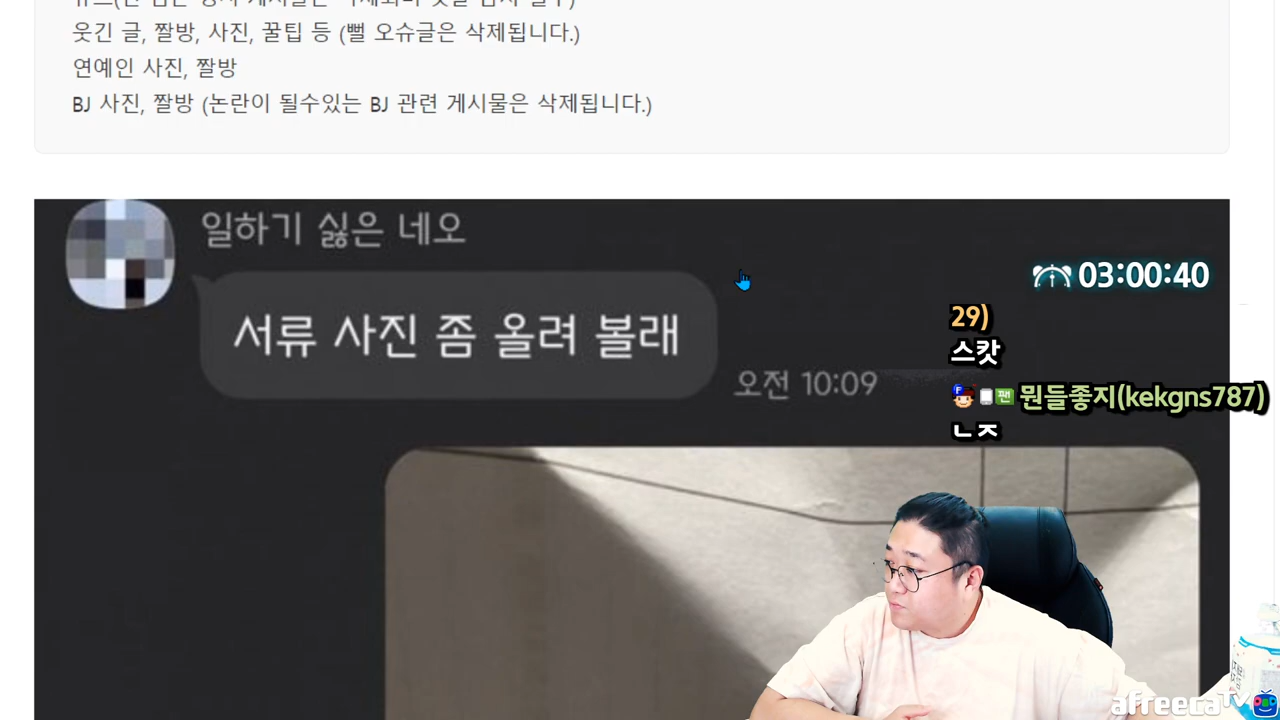 웃긴 글, 짤방, 사진, 꿀팁 등 (뻘 오슈글은 삭제됩니다.)
연예인 사진, 짤방
BJ 사진, 짤방 (논란이 될수있는 BJ 관련 게시물은 삭제됩니다.)
일하기 싫은 네오
서류 사진 좀 올려 볼래
오전 10:09
03:00:40
29)
스캇
F 팬 뭔들좋지(kekgns787)
ㄴㅈ
afreecaTV